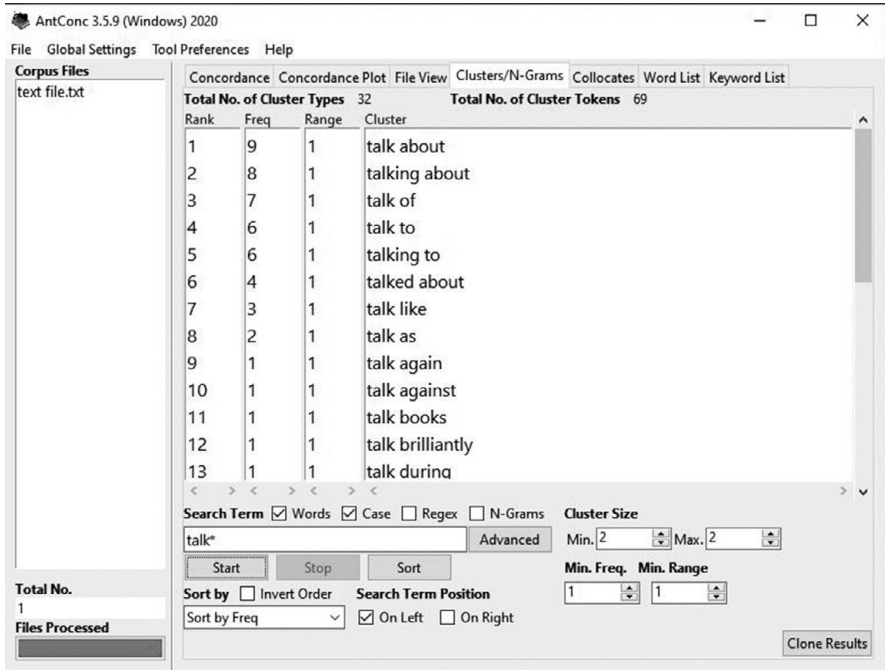 AntConc 3.5.9 (Windows) 2020
File Global Settings Tool Preferences Help
Corpus Files
text file.txt
Total No.
1
Files Processed
Concordance Concordance Plot File View Clusters/N-Grams Collocates Word List Keyword List
Total No. of Cluster Types 32 Total No. of Cluster Tokens 69
Rank Freq Range Cluster
1 9 1 talk about
2 8 1 talking about
3 7 1 talk of
4 6 1 talk to
5 6 1 talking to
6 4 1 talked about
7 3 1 talk like
8 2 1 talk as
9 1 1 talk again
10 1 1 talk against
11 1 1 talk books
12 1 1 talk brilliantly
13 1 1 talk during
Search Term Words Case Regex N-Grams Cluster Size
talk* Advanced Min. 2 Max. 2
Start Stop Sort Min. Freq. Min. Range
Sort by Invert Order Search Term Position 1 1
Sort by Freq On Left On Right
Clone Results